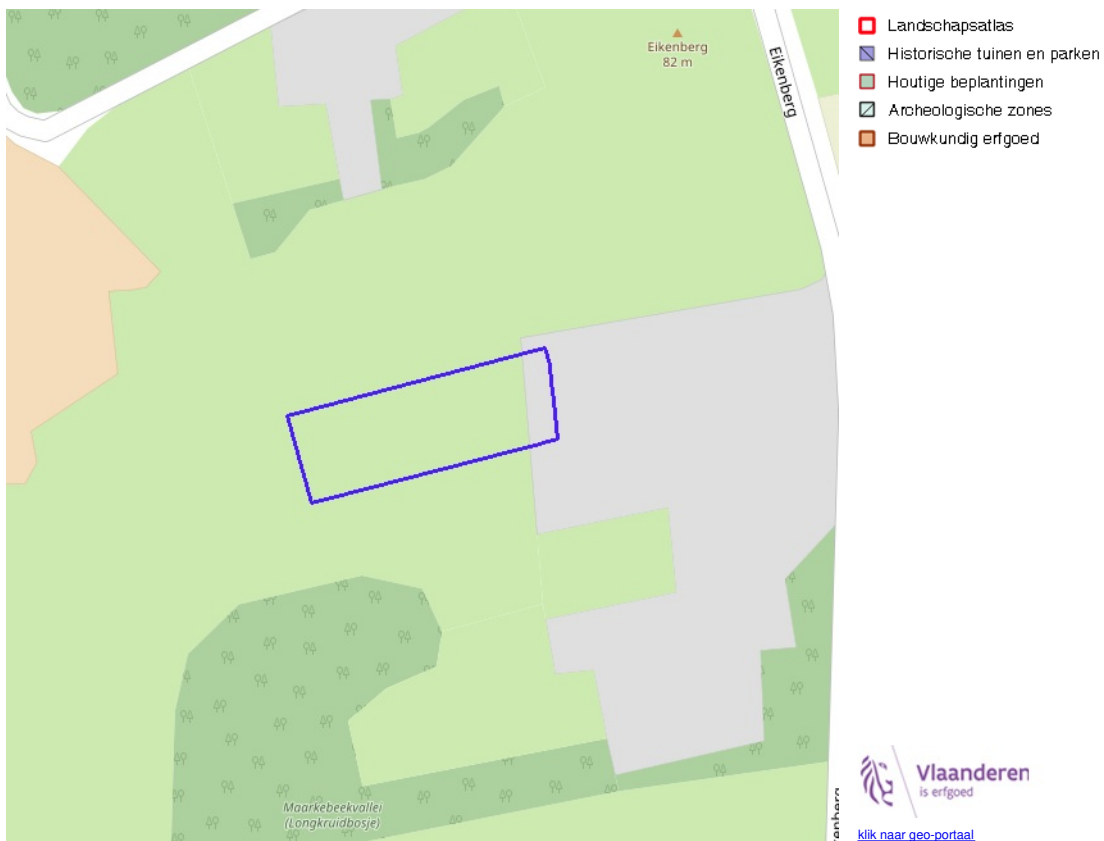 Eikenberg
82 m
Eikenberg
Maarkebeekvallei
(Longkruidbosje)
Landschapsatlas
Historische tuinen en parken
Houtige beplantingen
Archeologische zones
Bouwkundig erfgoed
Vlaanderen
is erfgoed
klik naar geo-portaal